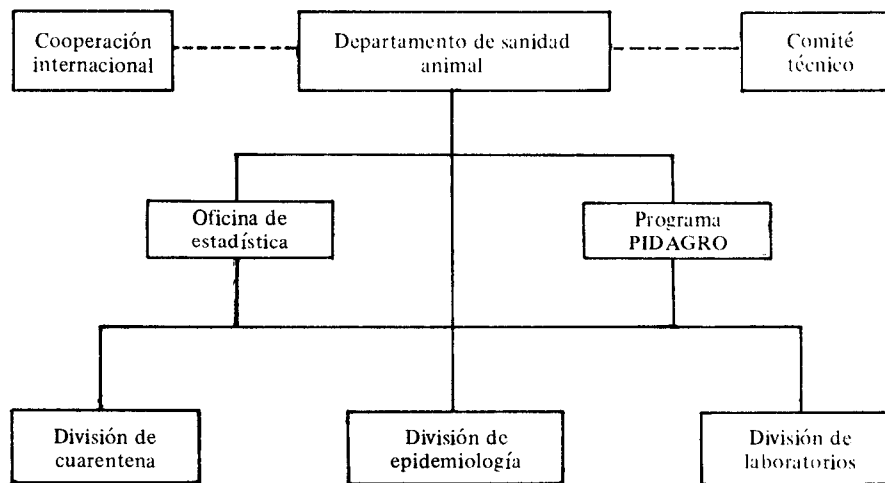 Cooperación
internacional
Departamento de sanidad
animal
Comité
técnico
Oficina de
estadística
Programa
PIDAGRO
División de
cuarentena
División de
epidemiología
División de
laboratorios